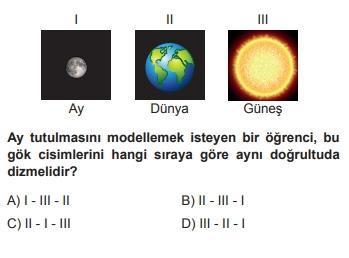 I II III
Ay Dünya Güneş
Ay tutulmasını modellemek isteyen bir öğrenci, bu
gök cisimlerini hangi sıraya göre aynı doğrultuda
dizmelidir?
A) I - III - II B) II - III - I
C) II - I - III D) III - II - I